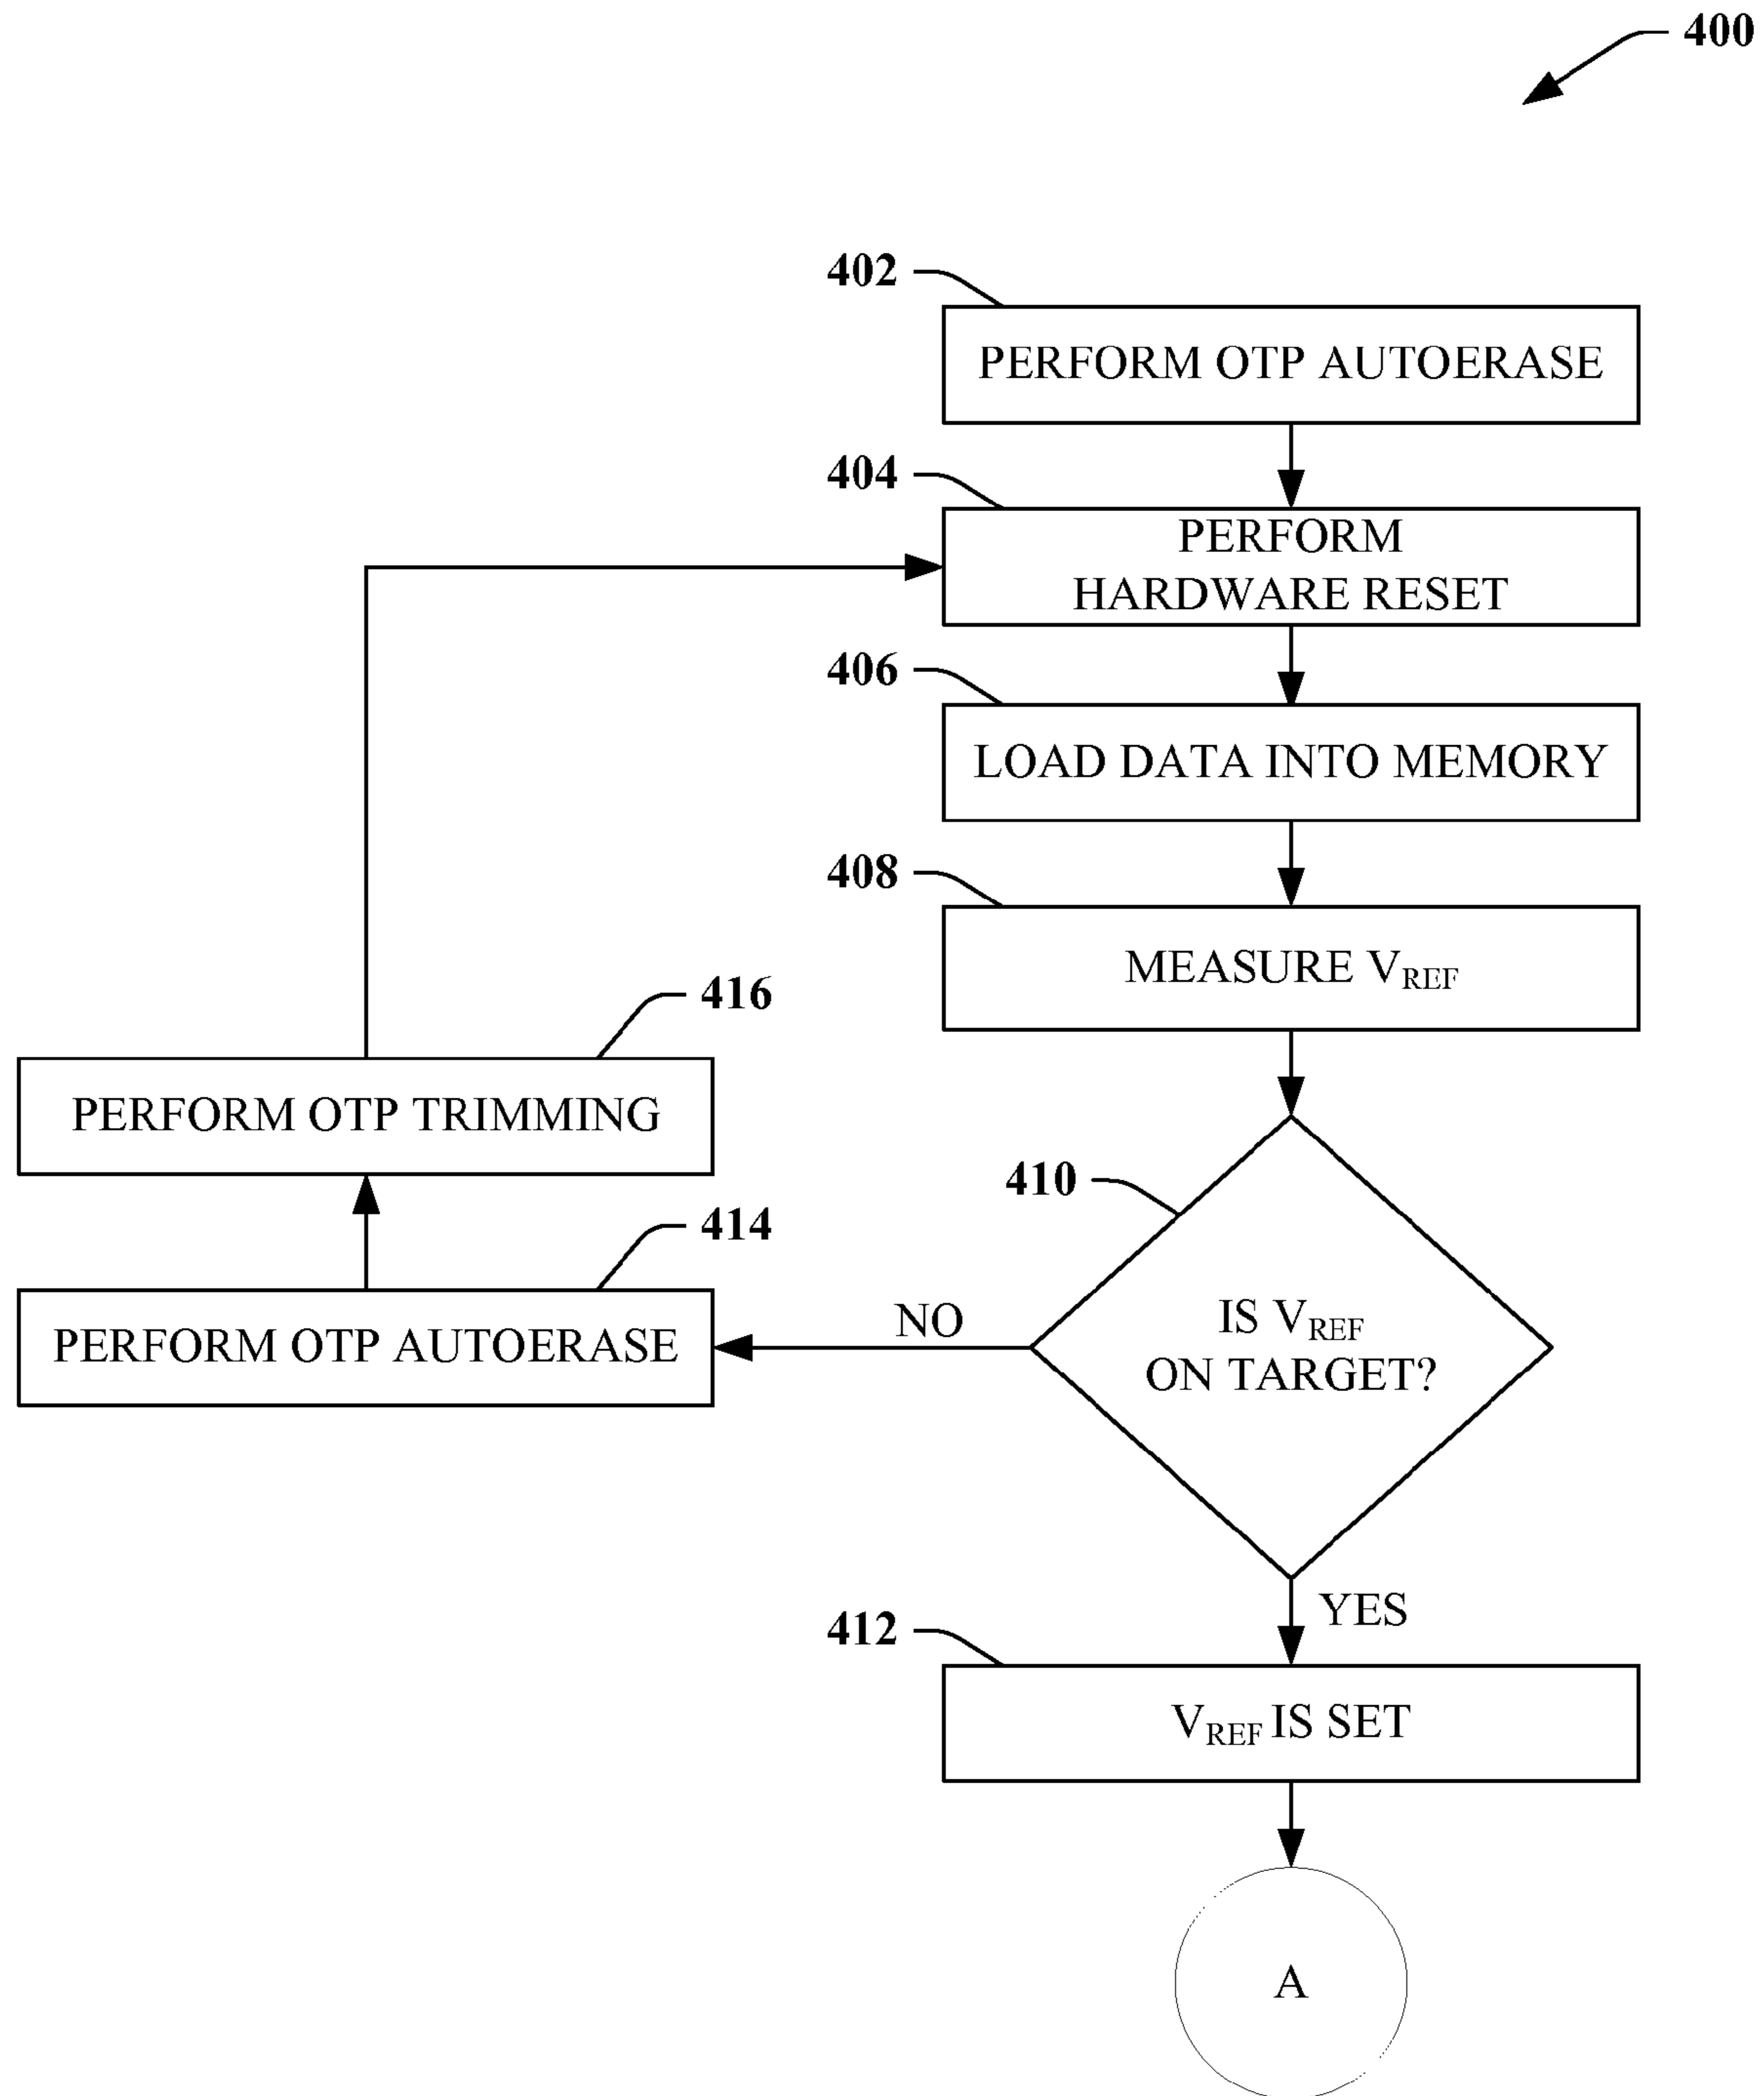 400
402
PERFORM OTP AUTOERASE
404
PERFORM
HARDWARE RESET
406
LOAD DATA INTO MEMORY
408
MEASURE VREF
416
PERFORM OTP TRIMMING
410
414
PERFORM OTP AUTOERASE
NO
IS VREF
ON TARGET?
YES
412
VREF IS SET
A